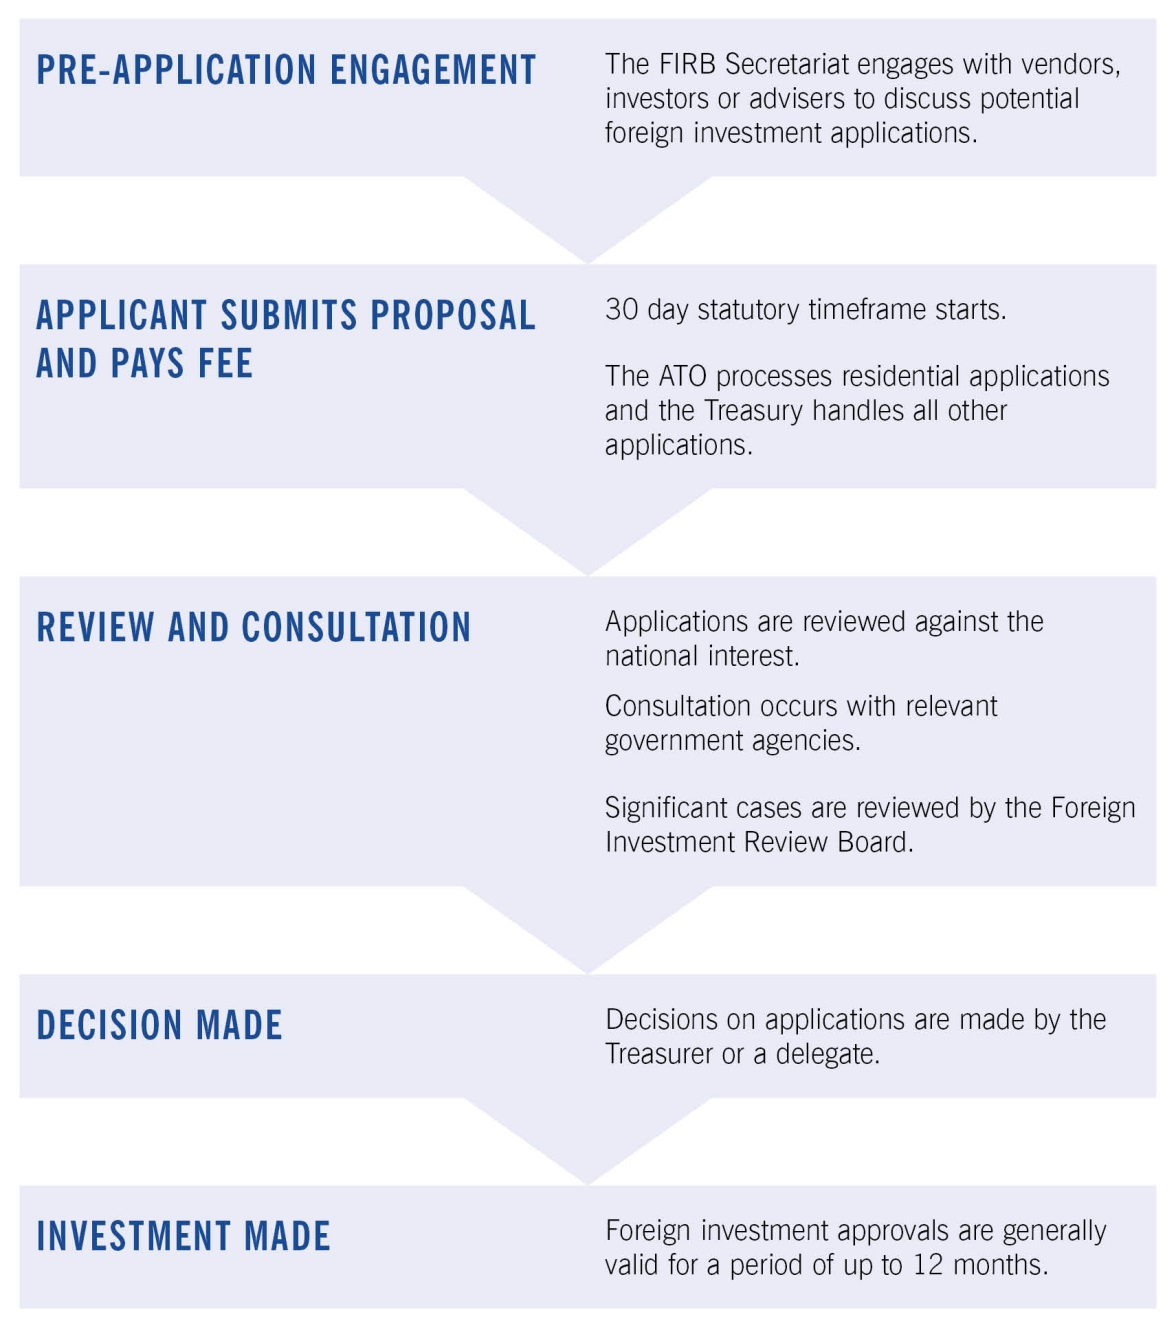 PRE-APPLICATION ENGAGEMENT
The FIRB Secretariat engages with vendors,
investors or advisers to discuss potential
foreign investment applications.
APPLICANT SUBMITS PROPOSAL
AND PAYS FEE
30 day statutory timeframe starts.
The ATO processes residential applications
and the Treasury handles all other
applications.
REVIEW AND CONSULTATION
Applications are reviewed against the
national interest.
Consultation occurs with relevant
government agencies.
Significant cases are reviewed by the Foreign
Investment Review Board.
DECISION MADE
Decisions on applications are made by the
Treasurer or a delegate.
INVESTMENT MADE
Foreign investment approvals are generally
valid for a period of up to 12 months.